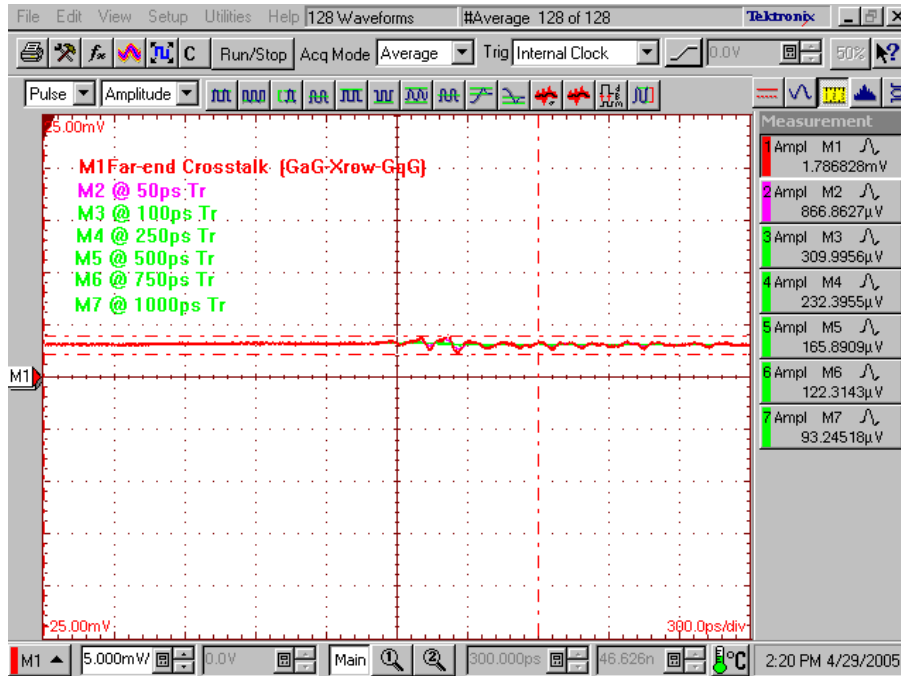 File Edit View Setup Utilities Help 128 Waveforms #Average 128 of 128 Tektronix
fx C Run/Stop Acq Mode Average Trig Internal Clock 0.0V 50%
Pulse Amplitude
25.00mV
M1Far-end Crosstalk (GaG-Xrow-GqG)
M2 @ 50ps Tr
M3 @ 100ps Tr
M4 @ 250ps Tr
M5 @ 500ps Tr
M6 @ 750ps Tr
M7 @ 1000ps Tr
M1
-25.00mV 300.0ps/div
Measurement
1 Ampl M1
1.786828mV
2 Ampl M2
866.8627µV
3 Ampl M3
309.9956µV
4 Ampl M4
232.3955µV
5 Ampl M5
165.8909µV
6 Ampl M6
122.3143µV
7 Ampl M7
93.24518µV
M1 5.000mV/ 0.0V Main 1 2 300.000ps 46.626n °C 2:20 PM 4/29/2005